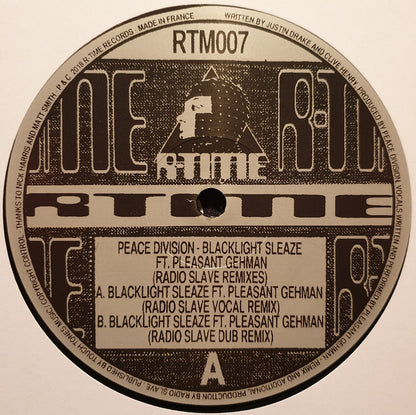 WRITTEN BY JUSTIN DRAKE AND CLIVE HENRY. PRODUCED BY PEACE DIVISION. VOCALS WRITTEN AND PERFORMED BY PLEASANT GEHMAN - REMIX AND ADDITIONAL PRODUCTION BY RADIO SLAVE. PUBLISHED BY TOUCH TONES MUSIC. COPYRIGHT CONTROL - THANKS TO NICK HARRIS AND MATT SMITH - P & C 2018 R-TIME RECORDS - MADE IN FRANCE
RTM007
TIME R-TI
R-TIME
RTIME
PEACE DIVISION - BLACKLIGHT SLEAZE
FT. PLEASANT GEHMAN
(RADIO SLAVE REMIXES)
A. BLACKLIGHT SLEAZE FT. PLEASANT GEHMAN
(RADIO SLAVE VOCAL REMIX)
B. BLACKLIGHT SLEAZE FT. PLEASANT GEHMAN
(RADIO SLAVE DUB REMIX)
A